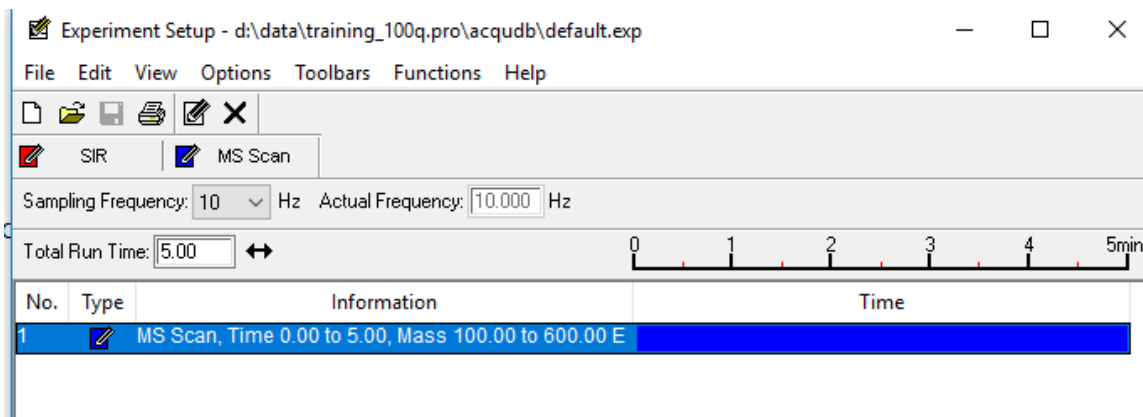 Experiment Setup - d:\data\training_100q.pro\acqudb\default.exp
File Edit View Options Toolbars Functions Help
SIR MS Scan
Sampling Frequency: 10 Hz Actual Frequency: 10.000 Hz
Total Run Time: 5.00 0 1 2 3 4 5min
No. Type Information Time
1 MS Scan, Time 0.00 to 5.00, Mass 100.00 to 600.00 E